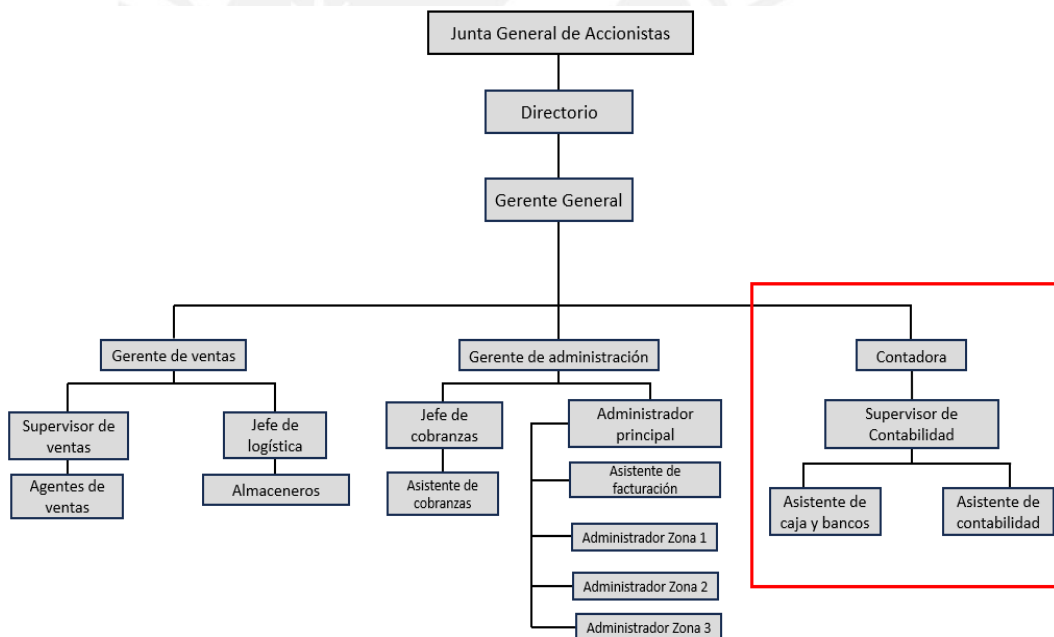 Junta General de Accionistas
Directorio
Gerente General
Gerente de ventas
Gerente de administración
Contadora
Supervisor de
ventas
Jefe de
logística
Jefe de
cobranzas
Administrador
principal
Supervisor de
Contabilidad
Agentes de
ventas
Almaceneros
Asistente de
cobranzas
Asistente de
facturación
Asistente de
caja y bancos
Asistente de
contabilidad
Administrador Zona 1
Administrador Zona 2
Administrador Zona 3